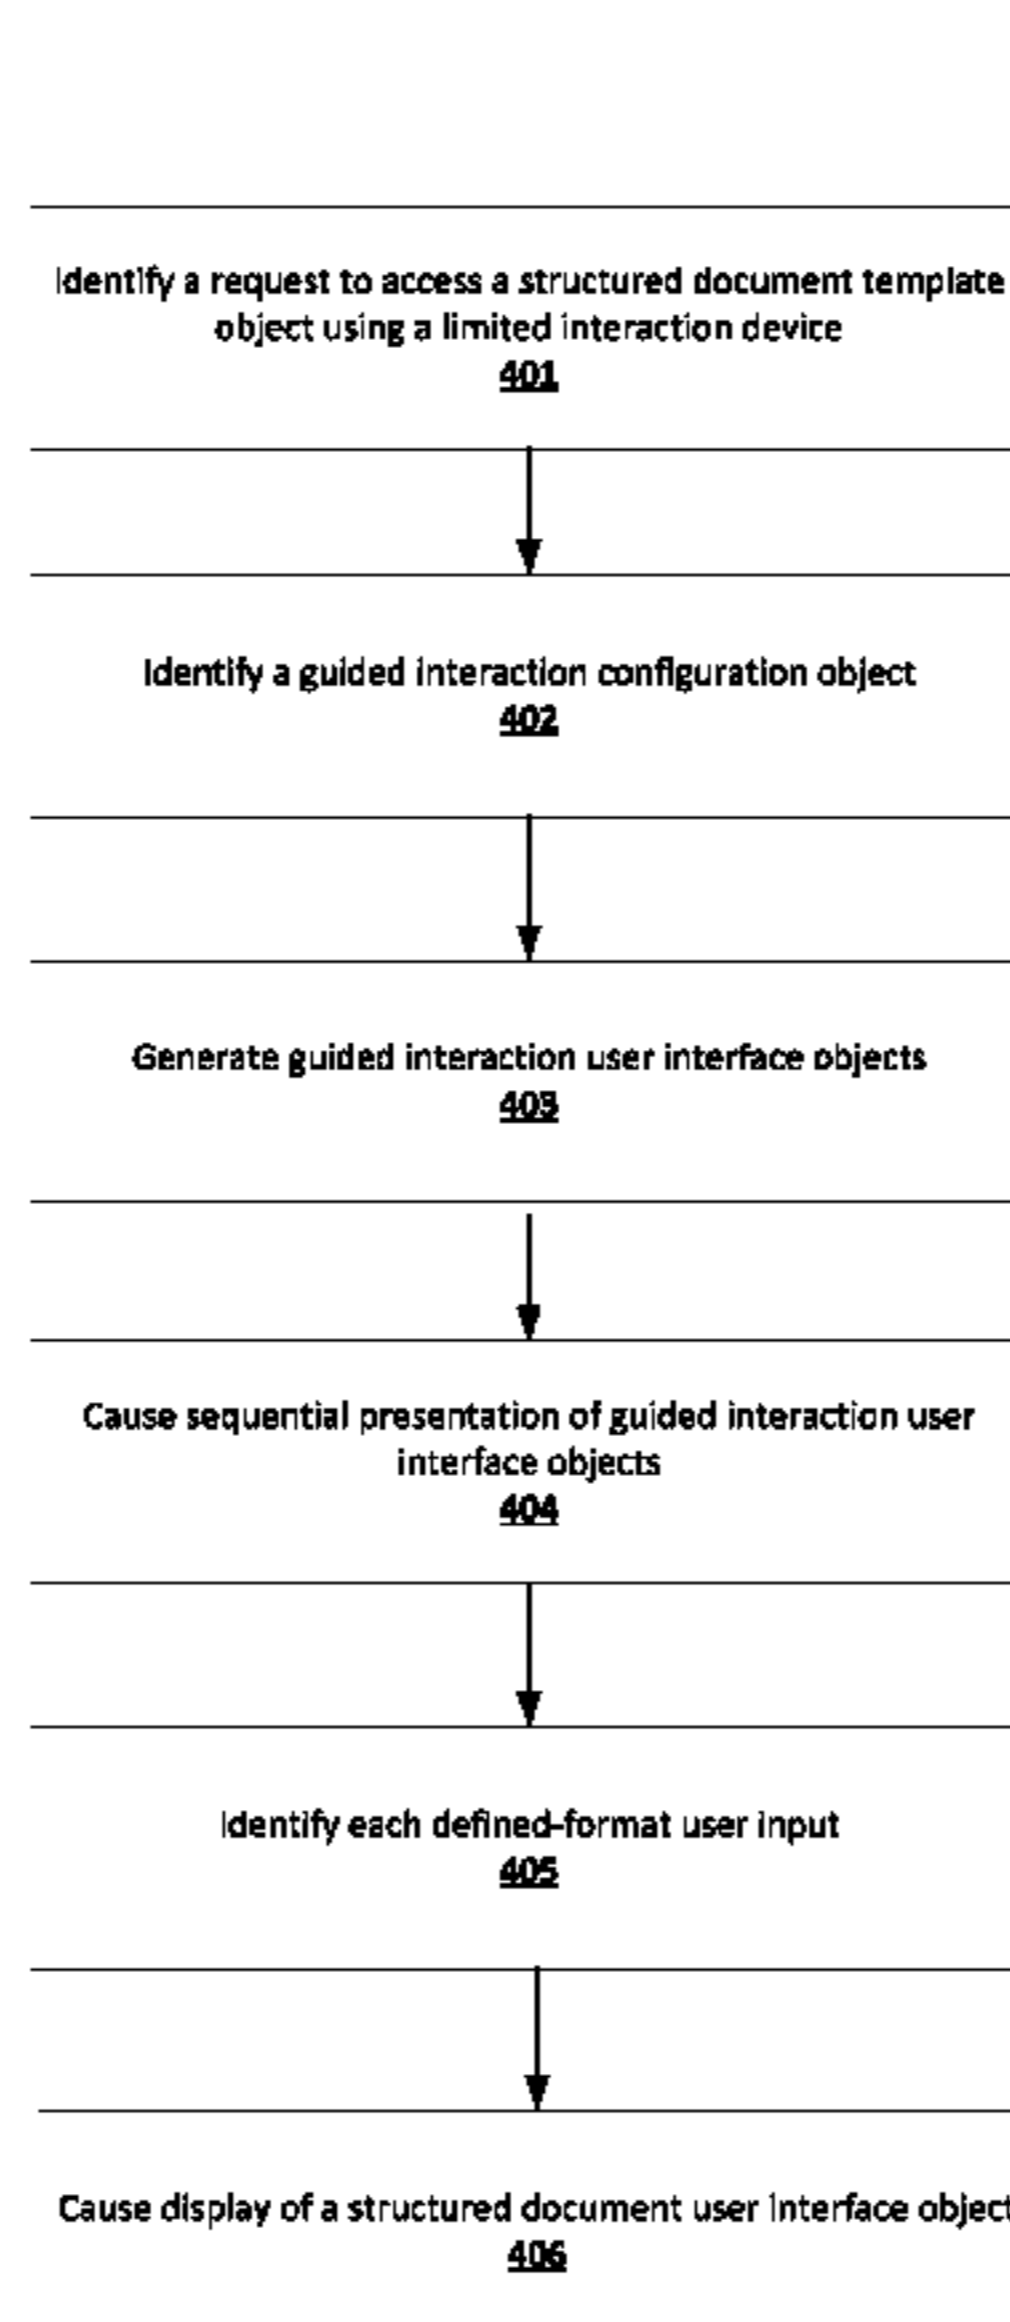 Identify a request to access a structured document template
object using a limited interaction device
401
Identify a guided interaction configuration object
402
Generate guided interaction user interface objects
403
Cause sequential presentation of guided interaction user
interface objects
404
Identify each defined-format user input
405
Cause display of a structured document user interface object
406